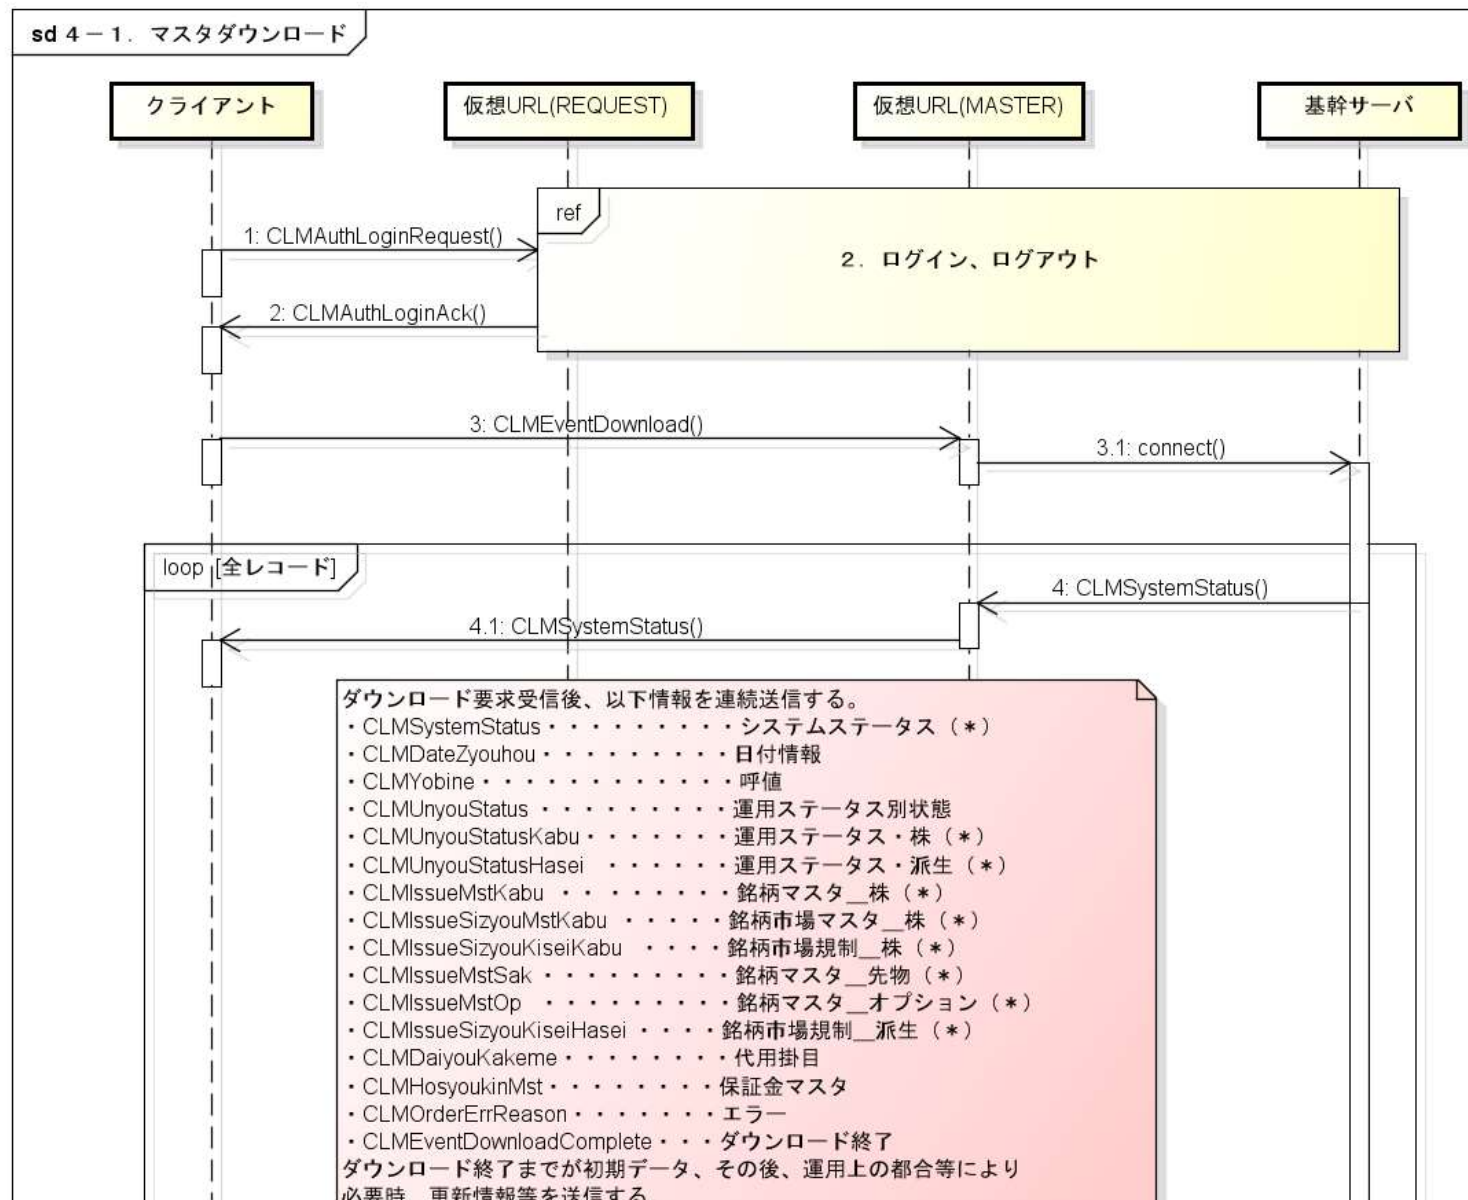 sd 4－1．マスタダウンロード
クライアント
仮想URL(REQUEST)
仮想URL(MASTER)
基幹サーバ
ref
1: CLMAuthLoginRequest()
2．ログイン、ログアウト
2: CLMAuthLoginAck()
3: CLMEventDownload()
3.1: connect()
loop [全レコード]
4: CLMSystemStatus()
4.1: CLMSystemStatus()
ダウンロード要求受信後、以下情報を連続送信する。
・CLMSystemStatus・・・・・・・・・システムステータス（＊）
・CLMDateZyouhou・・・・・・・・・日付情報
・CLMYobine・・・・・・・・・・・・呼値
・CLMUnyouStatus ・・・・・・・・・運用ステータス別状態
・CLMUnyouStatusKabu・・・・・・・運用ステータス・株（＊）
・CLMUnyouStatusHasei ・・・・・・運用ステータス・派生（＊）
・CLMIssueMstKabu ・・・・・・・・銘柄マスタ＿株（＊）
・CLMIssueSizyouMstKabu ・・・・・銘柄市場マスタ＿株（＊）
・CLMIssueSizyouKiseiKabu ・・・・銘柄市場規制＿株（＊）
・CLMIssueMstSak・・・・・・・・・銘柄マスタ＿先物（＊）
・CLMIssueMstOp ・・・・・・・・・銘柄マスタ＿オプション（＊）
・CLMIssueSizyouKiseiHasei・・・・銘柄市場規制＿派生（＊）
・CLMDaiyouKakeme・・・・・・・・代用掛目
・CLMHosyoukinMst・・・・・・・・保証金マスタ
・CLMOrderErrReason・・・・・・・エラー
・CLMEventDownloadComplete・・・ダウンロード終了
ダウンロード終了までが初期データ、その後、運用上の都合等により
必要時、更新情報等を送信する